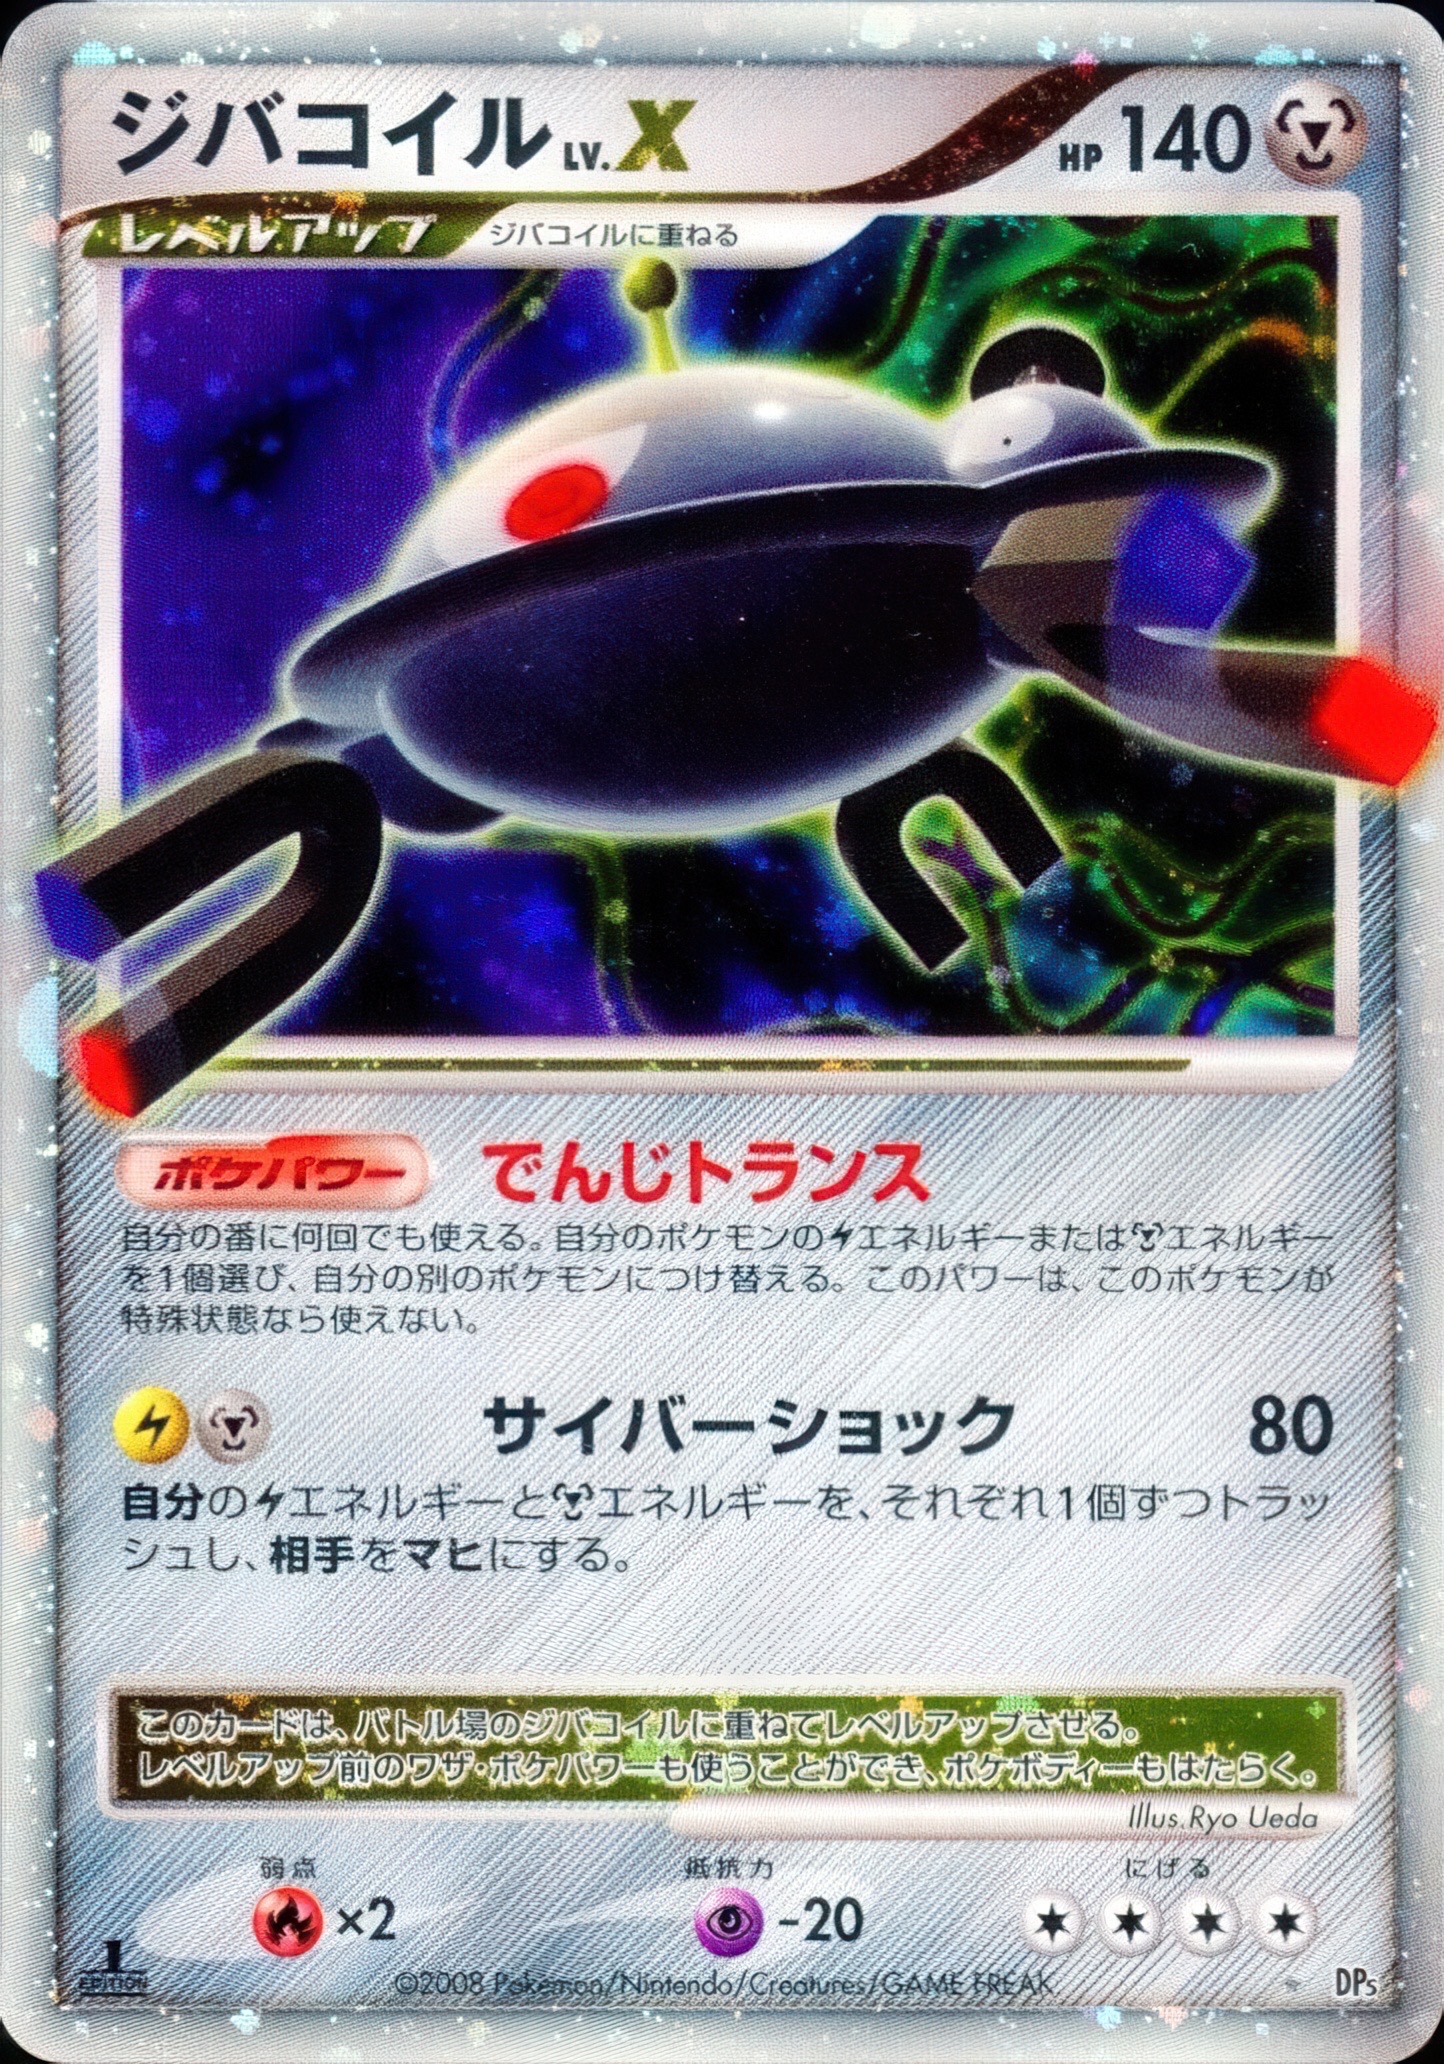 ジバコイル LV.X HP 140
レベルアップ ジバコイルに重ねる
ポケパワー でんじトランス
自分の番に何回でも使える。自分のポケモンのエネルギーまたはエネルギー
を1個選び、自分の別のポケモンにつけ替える。このパワーは、このポケモンが
特殊状態なら使えない。
サイバーショック 80
自分のエネルギーとエネルギーを、それぞれ1個ずつトラッ
シュし、相手をマヒにする。
このカードは、バトル場のジバコイルに重ねてレベルアップさせる。
レベルアップ前のワザ・ポケパワーも使うことができ、ポケボディーもはたらく。
Illus.Ryo Ueda
弱点 抵抗力 にげる
×2 -20
1 EDITION
©2008 Pokémon/Nintendo/Creatures/GAME FREAK
DP5